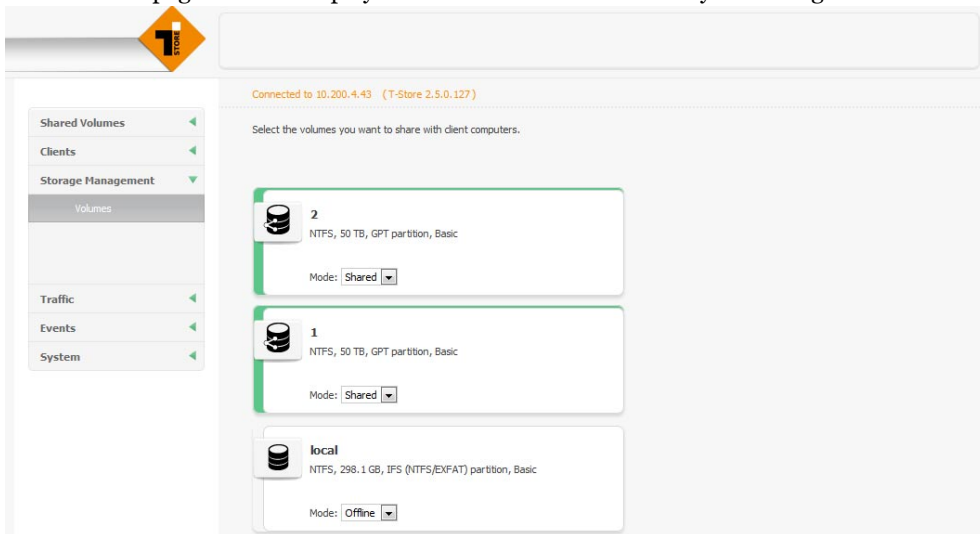 T
STORE
Connected to 10.200.4.43 (T-Store 2.5.0.127)
Shared Volumes
Clients
Storage Management
Volumes
Traffic
Events
System
Select the volumes you want to share with client computers.
2
NTFS, 50 TB, GPT partition, Basic
Mode: Shared
1
NTFS, 50 TB, GPT partition, Basic
Mode: Shared
local
NTFS, 298.1 GB, IFS (NTFS/EXFAT) partition, Basic
Mode: Offline